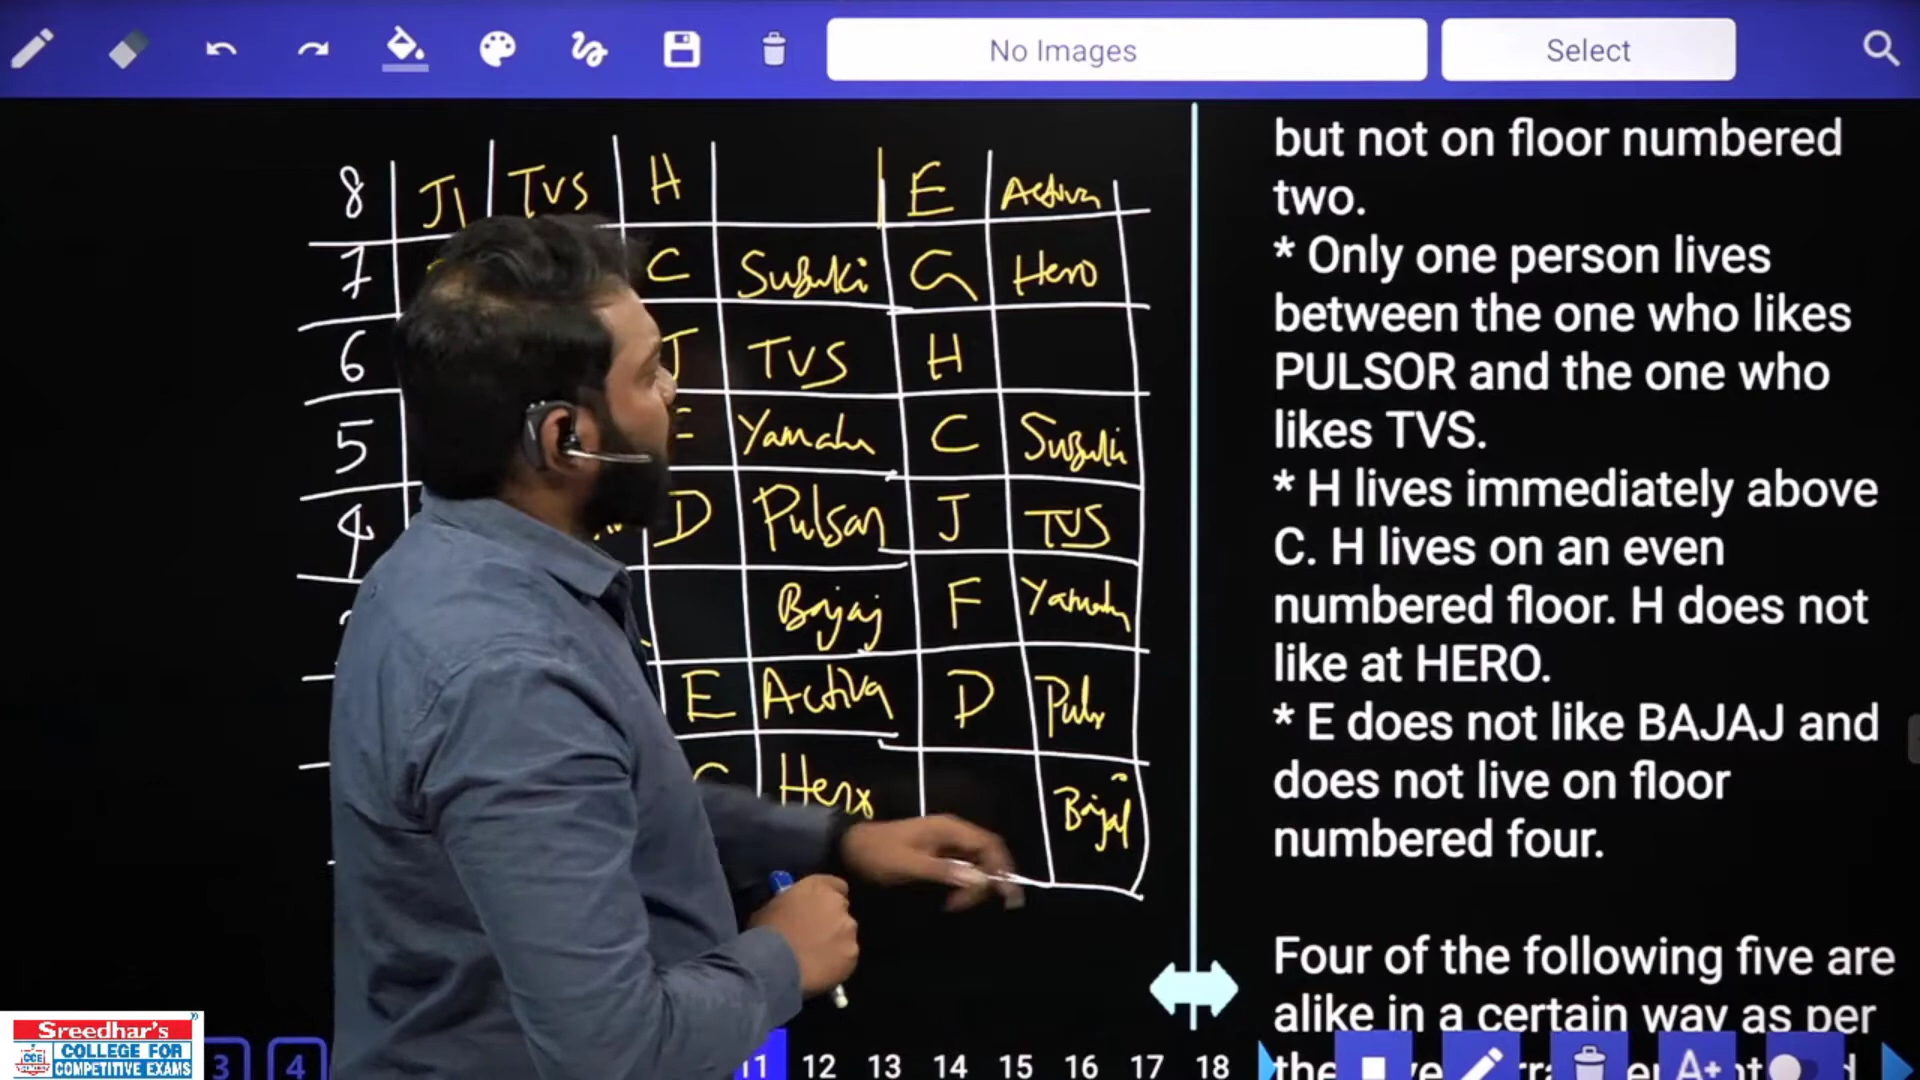 No Images
Select
8 J TVS H E Activa
7 C Suzuki G Hero
6 J TVS H
5 Yamaha C Suzuki
4 D Pulsar J TVS
Bajaj F Yamaha
E Activa D Puls
Hero Bajaj
but not on floor numbered
two.
* Only one person lives
between the one who likes
PULSOR and the one who
likes TVS.
* H lives immediately above
C. H lives on an even
numbered floor. H does not
like at HERO.
* E does not like BAJAJ and
does not live on floor
numbered four.
Four of the following five are
alike in a certain way as per
Sreedhar's
CCE
COLLEGE FOR
COMPETITIVE EXAMS
3 4 11 12 13 14 15 16 17 18
A+